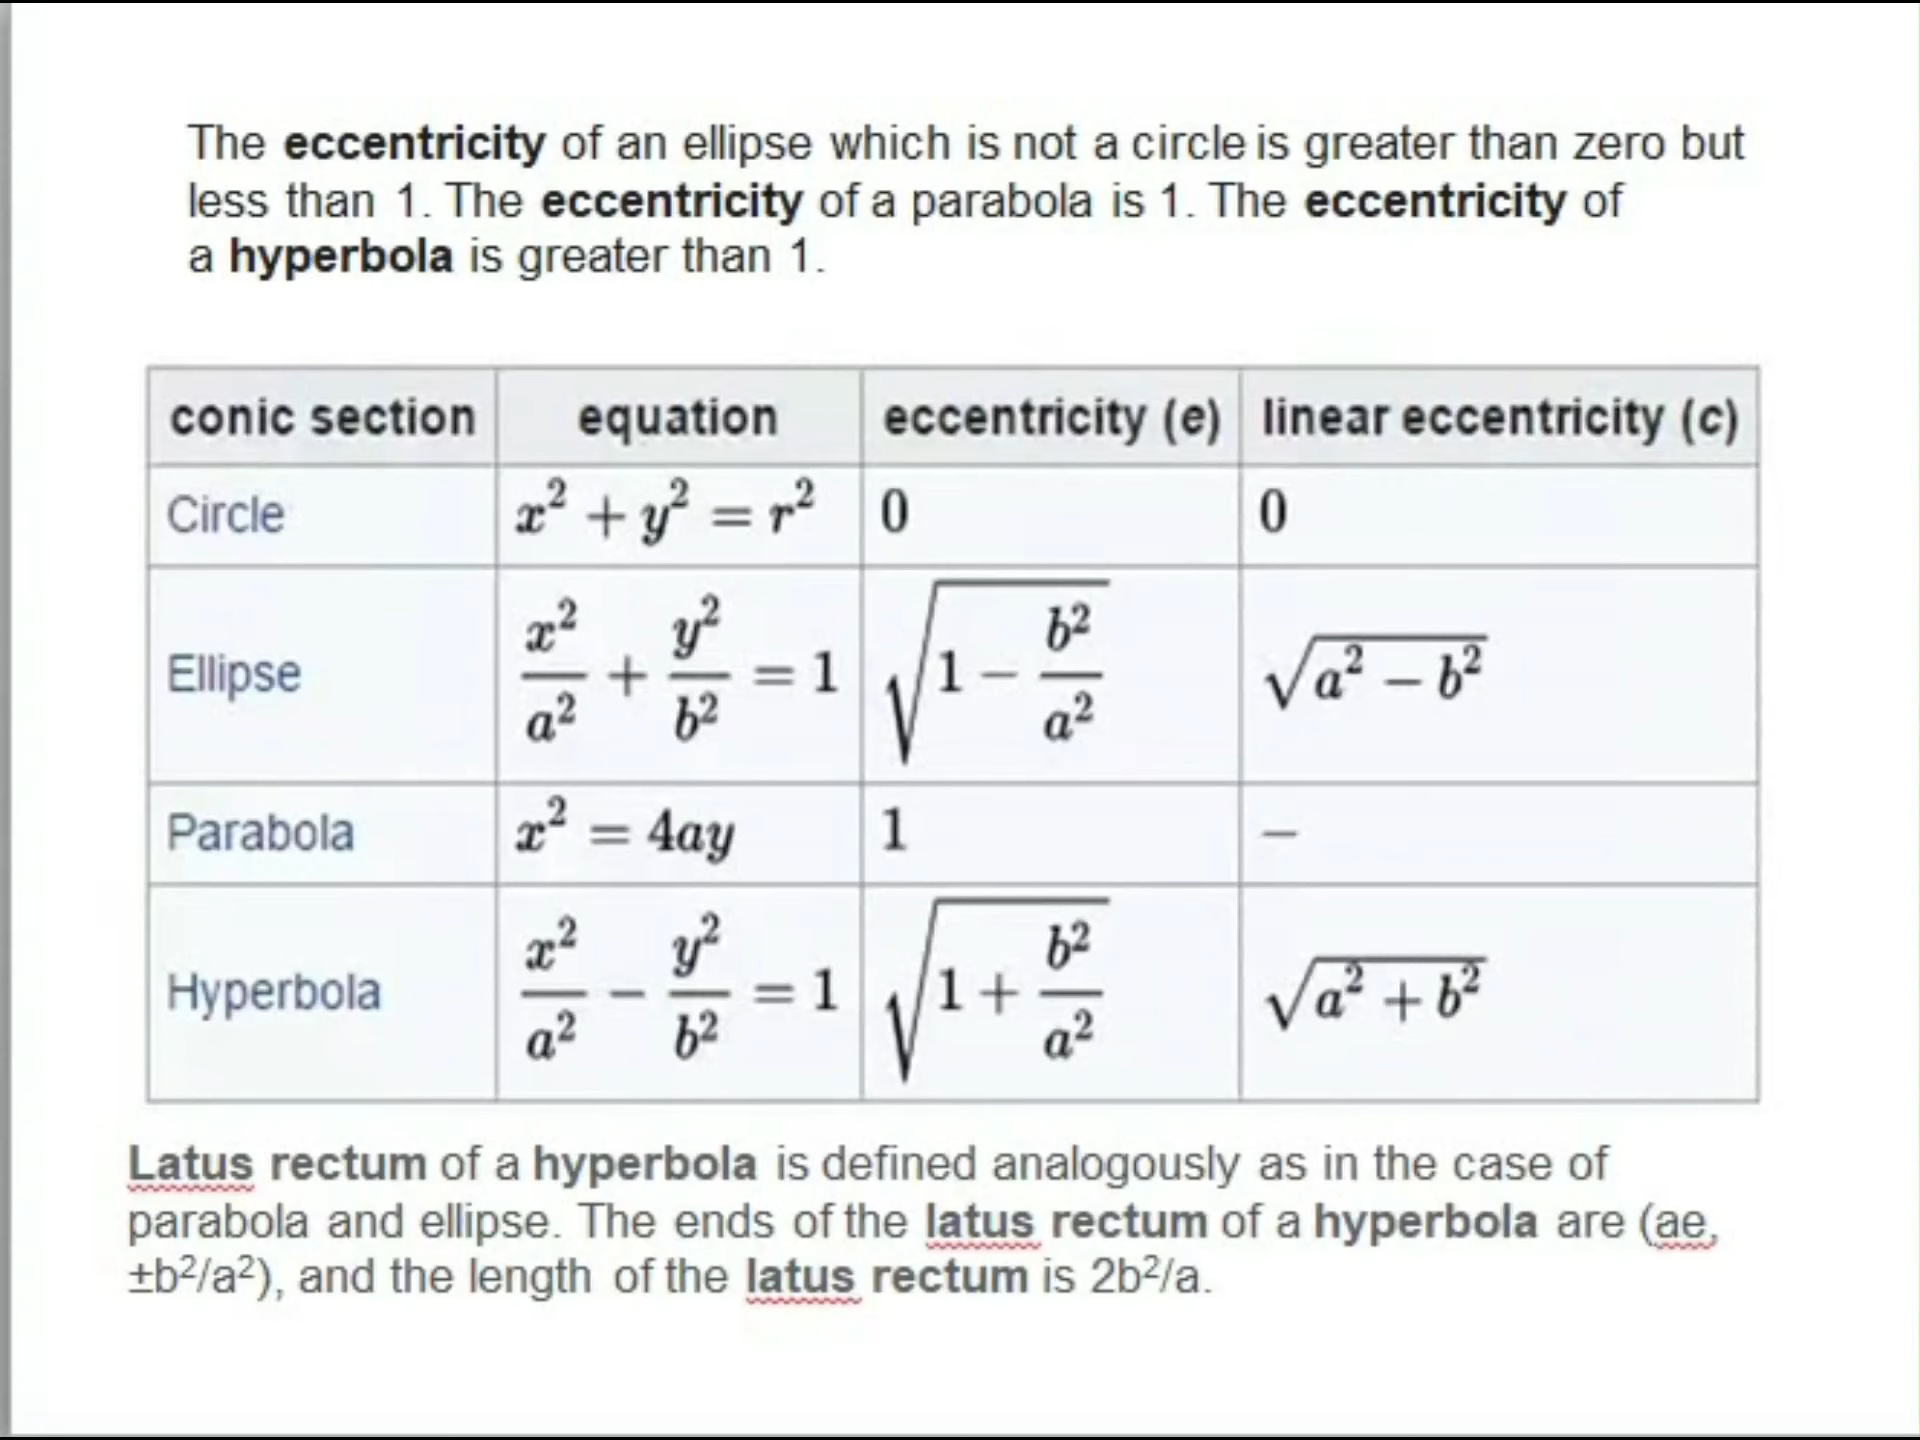 The eccentricity of an ellipse which is not a circle is greater than zero but
less than 1. The eccentricity of a parabola is 1. The eccentricity of
a hyperbola is greater than 1.
conic section equation eccentricity (e) linear eccentricity (c)
Circle x² + y² = r² 0 0
Ellipse x²/a² + y²/b² = 1 √(1 − b²/a²) √(a² − b²)
Parabola x² = 4ay 1 –
Hyperbola x²/a² − y²/b² = 1 √(1 + b²/a²) √(a² + b²)
Latus rectum of a hyperbola is defined analogously as in the case of
parabola and ellipse. The ends of the latus rectum of a hyperbola are (ae,
±b²/a²), and the length of the latus rectum is 2b²/a.